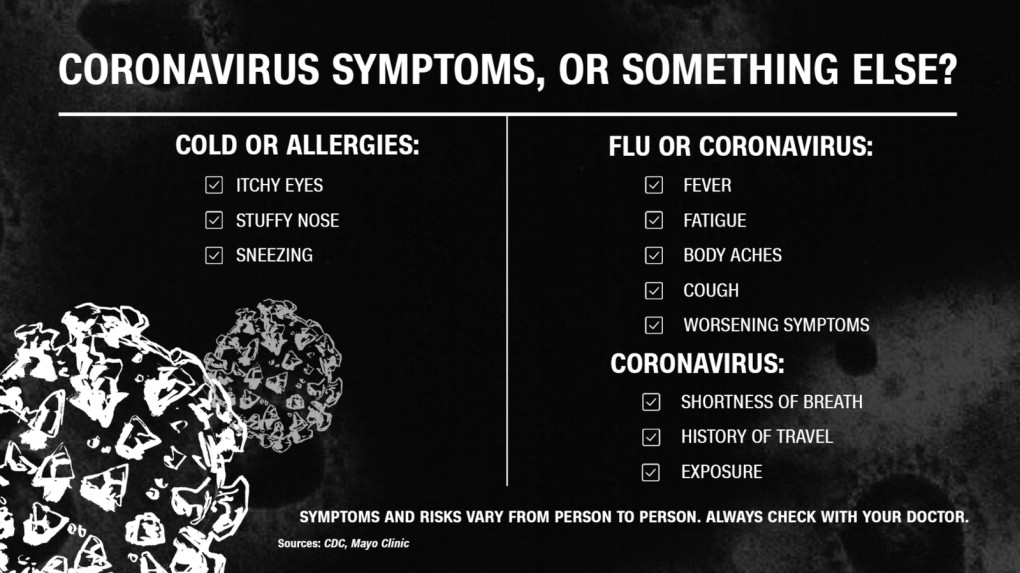 CORONAVIRUS SYMPTOMS, OR SOMETHING ELSE?
COLD OR ALLERGIES:
ITCHY EYES
STUFFY NOSE
SNEEZING
FLU OR CORONAVIRUS:
FEVER
FATIGUE
BODY ACHES
COUGH
WORSENING SYMPTOMS
CORONAVIRUS:
SHORTNESS OF BREATH
HISTORY OF TRAVEL
EXPOSURE
SYMPTOMS AND RISKS VARY FROM PERSON TO PERSON. ALWAYS CHECK WITH YOUR DOCTOR.
Sources: CDC, Mayo Clinic